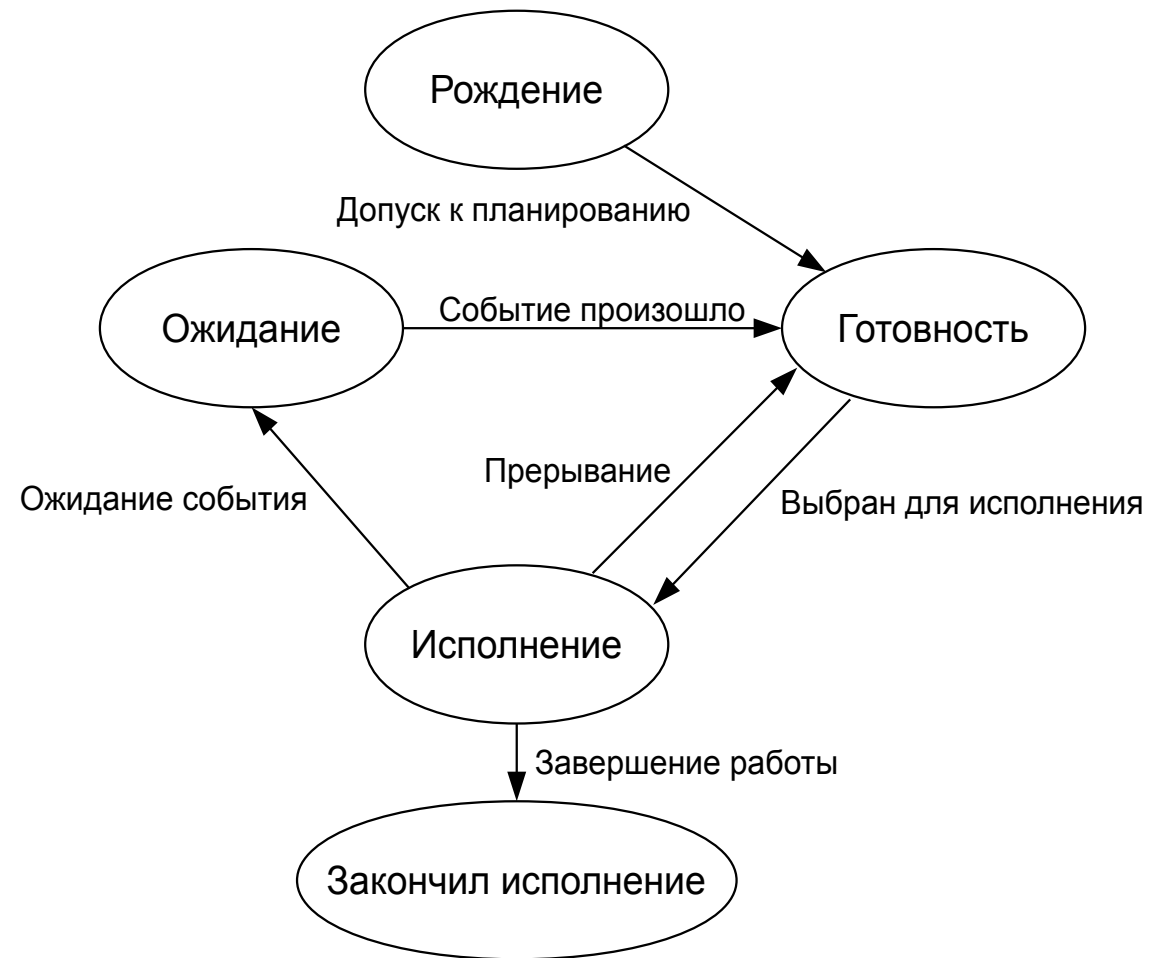 Рождение
Допуск к планированию
Событие произошло
Ожидание
Готовность
Прерывание
Ожидание события
Выбран для исполнения
Исполнение
Завершение работы
Закончил исполнение